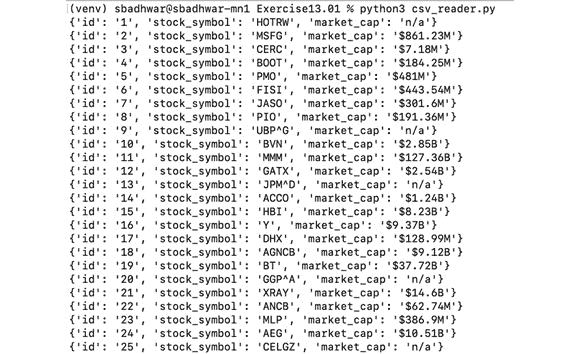 (venv) sbadhwar@sbadhwar-mn1 Exercise13.01 % python3 csv_reader.py
{'id': '1', 'stock_symbol': 'HOTRW', 'market_cap': 'n/a'}
{'id': '2', 'stock_symbol': 'MSFG', 'market_cap': '$861.23M'}
{'id': '3', 'stock_symbol': 'CERC', 'market_cap': '$7.18M'}
{'id': '4', 'stock_symbol': 'BOOT', 'market_cap': '$184.25M'}
{'id': '5', 'stock_symbol': 'PMO', 'market_cap': '$481M'}
{'id': '6', 'stock_symbol': 'FISI', 'market_cap': '$443.54M'}
{'id': '7', 'stock_symbol': 'JASO', 'market_cap': '$301.6M'}
{'id': '8', 'stock_symbol': 'PIO', 'market_cap': '$191.36M'}
{'id': '9', 'stock_symbol': 'UBP^G', 'market_cap': 'n/a'}
{'id': '10', 'stock_symbol': 'BVN', 'market_cap': '$2.85B'}
{'id': '11', 'stock_symbol': 'MMM', 'market_cap': '$127.36B'}
{'id': '12', 'stock_symbol': 'GATX', 'market_cap': '$2.54B'}
{'id': '13', 'stock_symbol': 'JPM^D', 'market_cap': 'n/a'}
{'id': '14', 'stock_symbol': 'ACCO', 'market_cap': '$1.24B'}
{'id': '15', 'stock_symbol': 'HBI', 'market_cap': '$8.23B'}
{'id': '16', 'stock_symbol': 'Y', 'market_cap': '$9.37B'}
{'id': '17', 'stock_symbol': 'DHX', 'market_cap': '$128.99M'}
{'id': '18', 'stock_symbol': 'AGNCB', 'market_cap': '$9.12B'}
{'id': '19', 'stock_symbol': 'BT', 'market_cap': '$37.72B'}
{'id': '20', 'stock_symbol': 'GGP^A', 'market_cap': 'n/a'}
{'id': '21', 'stock_symbol': 'XRAY', 'market_cap': '$14.6B'}
{'id': '22', 'stock_symbol': 'ANCB', 'market_cap': '$62.74M'}
{'id': '23', 'stock_symbol': 'MLP', 'market_cap': '$386.9M'}
{'id': '24', 'stock_symbol': 'AEG', 'market_cap': '$10.51B'}
{'id': '25', 'stock_symbol': 'CELGZ', 'market_cap': 'n/a'}